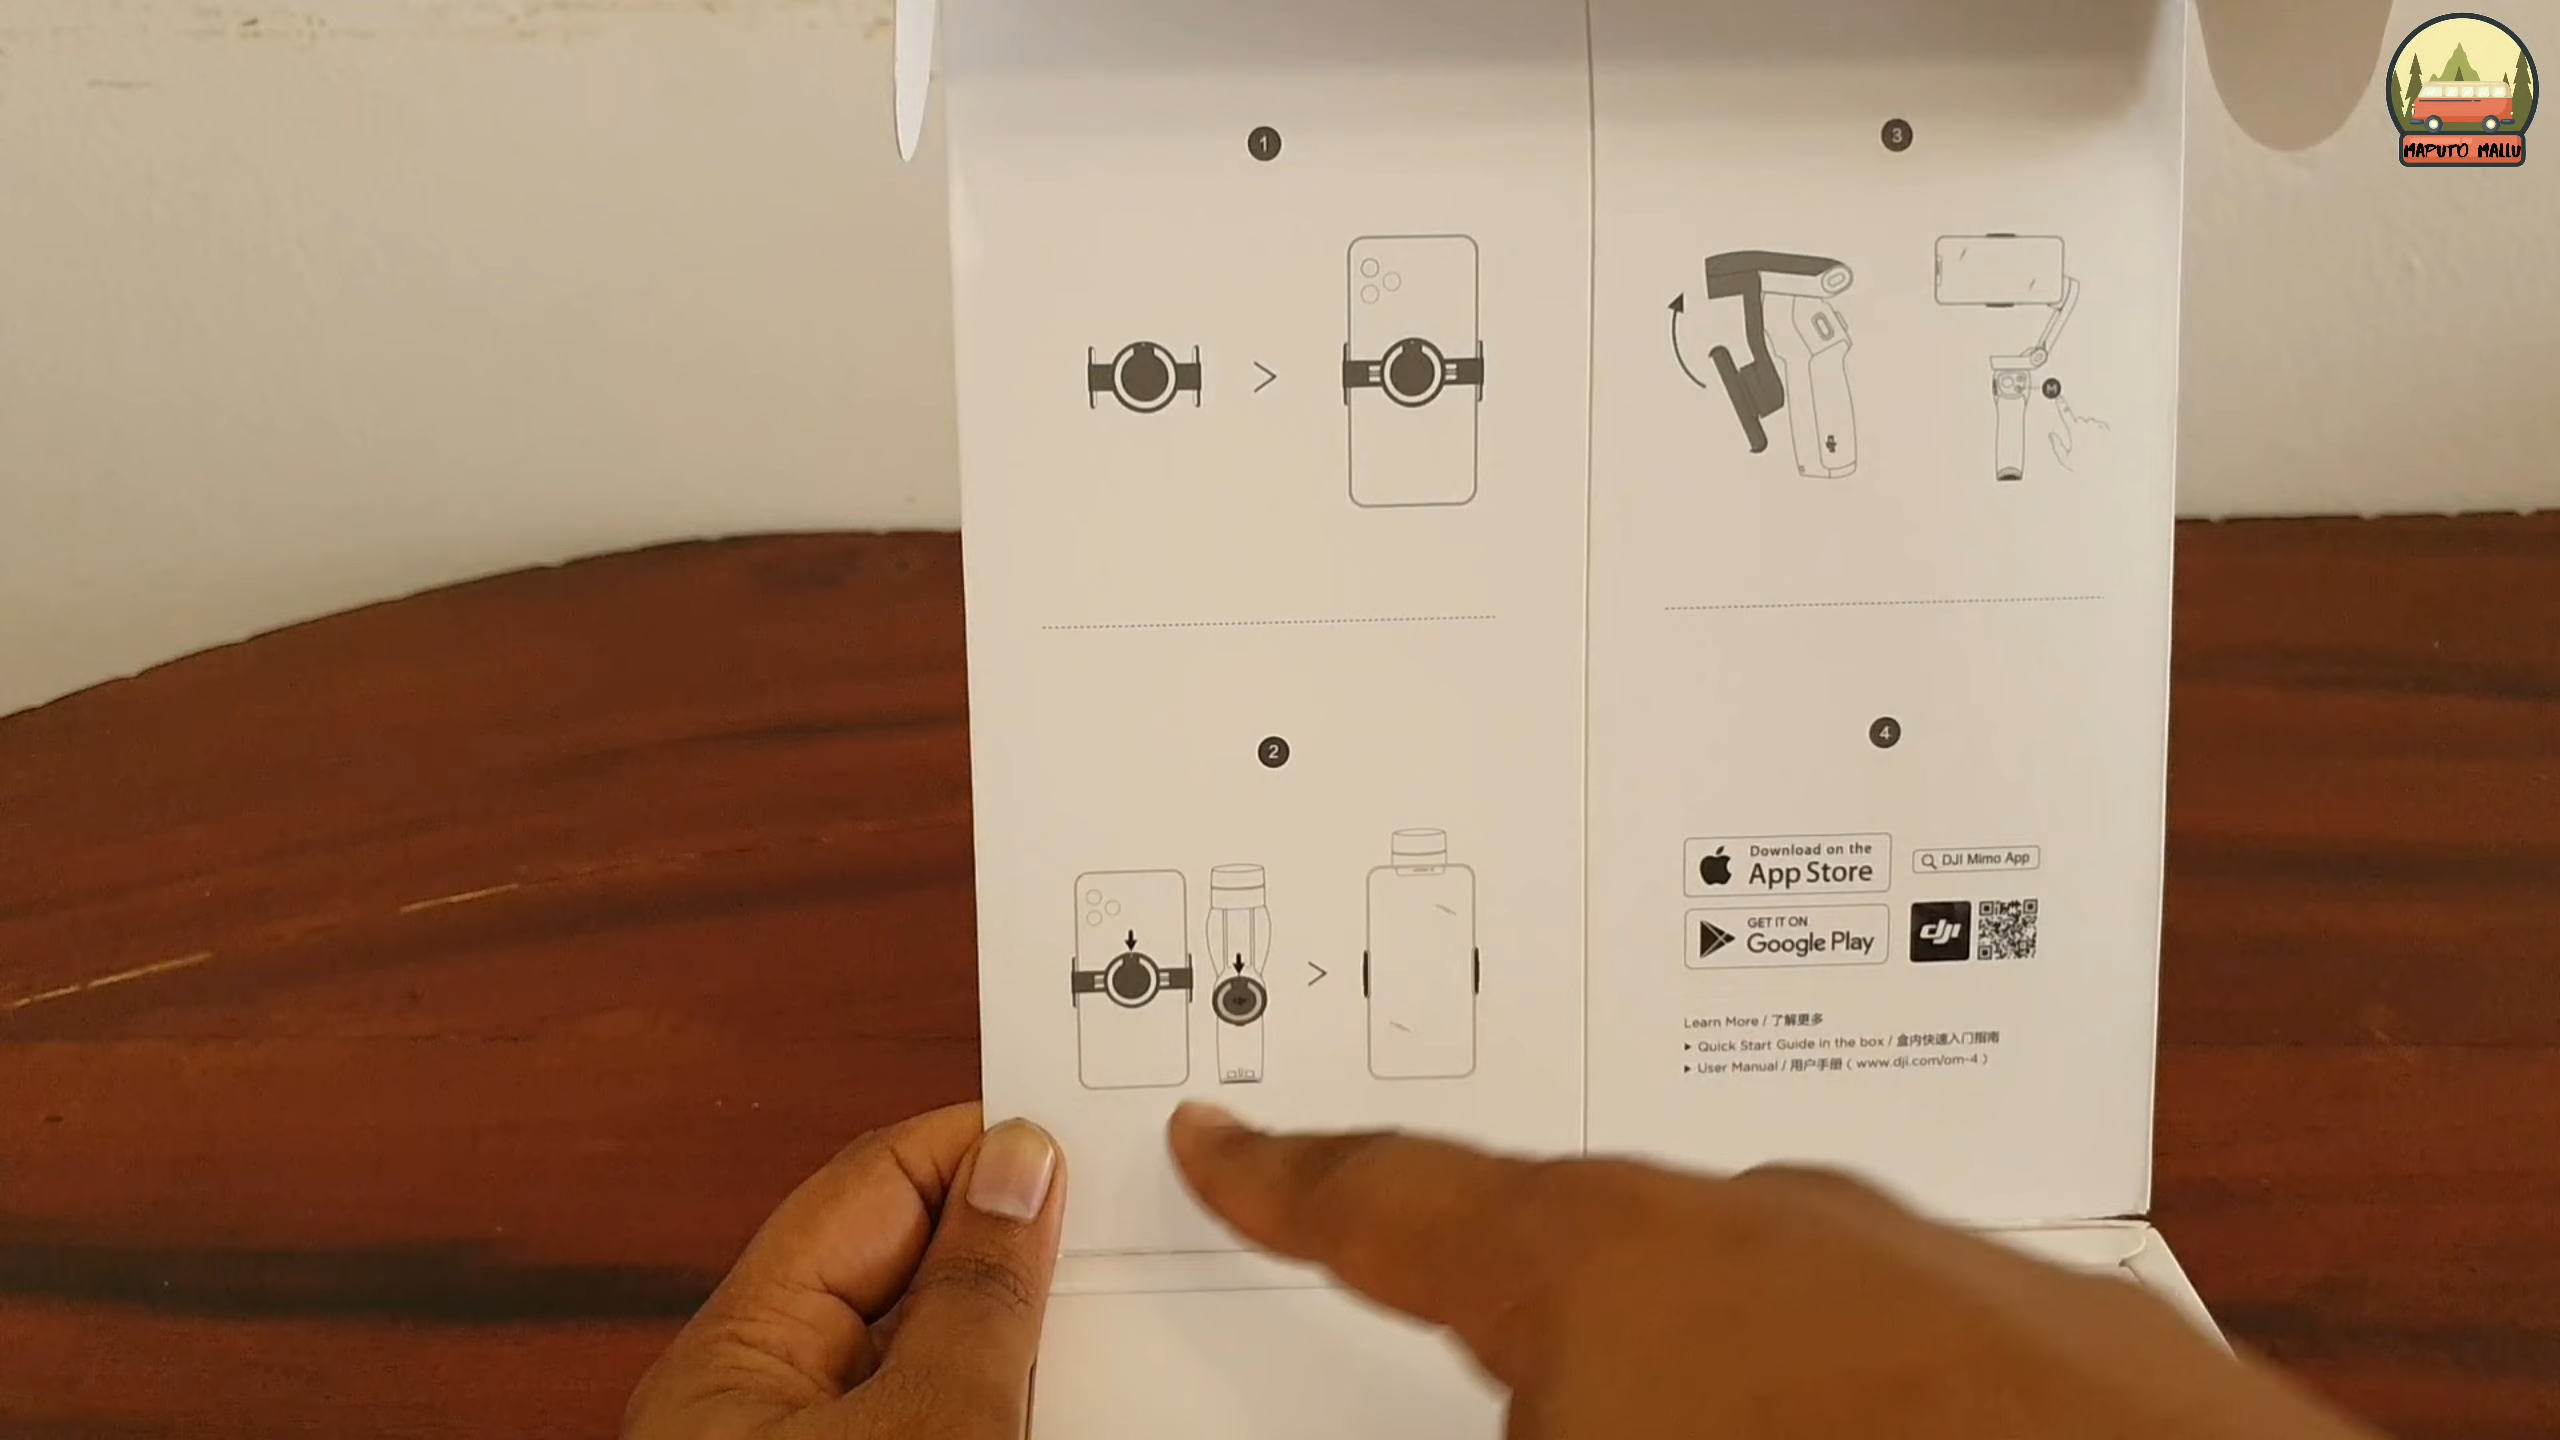 MAPUTO MALLU
1
3
M
2
4
Download on the
App Store
DJI Mimo App
GET IT ON
Google Play
dji
Learn More / 了解更多
▸ Quick Start Guide in the box / 盒内快速入门指南
▸ User Manual / 用户手册 ( www.dji.com/om-4 )